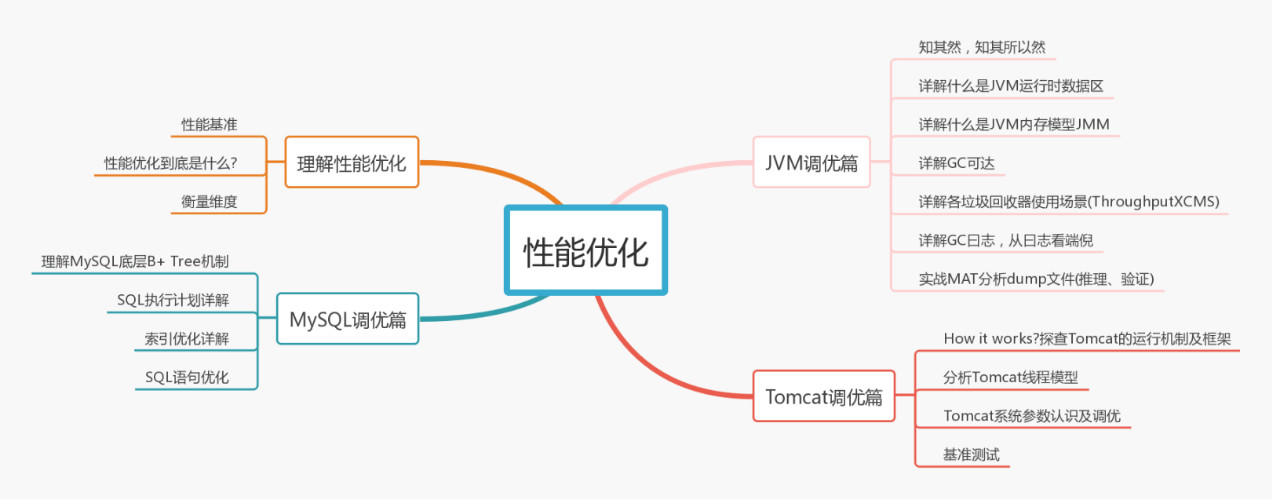 性能优化
理解性能优化
性能基准
性能优化到底是什么?
衡量维度
MySQL调优篇
理解MySQL底层B+ Tree机制
SQL执行计划详解
索引优化详解
SQL语句优化
JVM调优篇
知其然，知其所以然
详解什么是JVM运行时数据区
详解什么是JVM内存模型JMM
详解GC可达
详解各垃圾回收器使用场景(ThroughputXCMS)
详解GC日志，从日志看端倪
实战MAT分析dump文件(推理、验证)
Tomcat调优篇
How it works?探查Tomcat的运行机制及框架
分析Tomcat线程模型
Tomcat系统参数认识及调优
基准测试